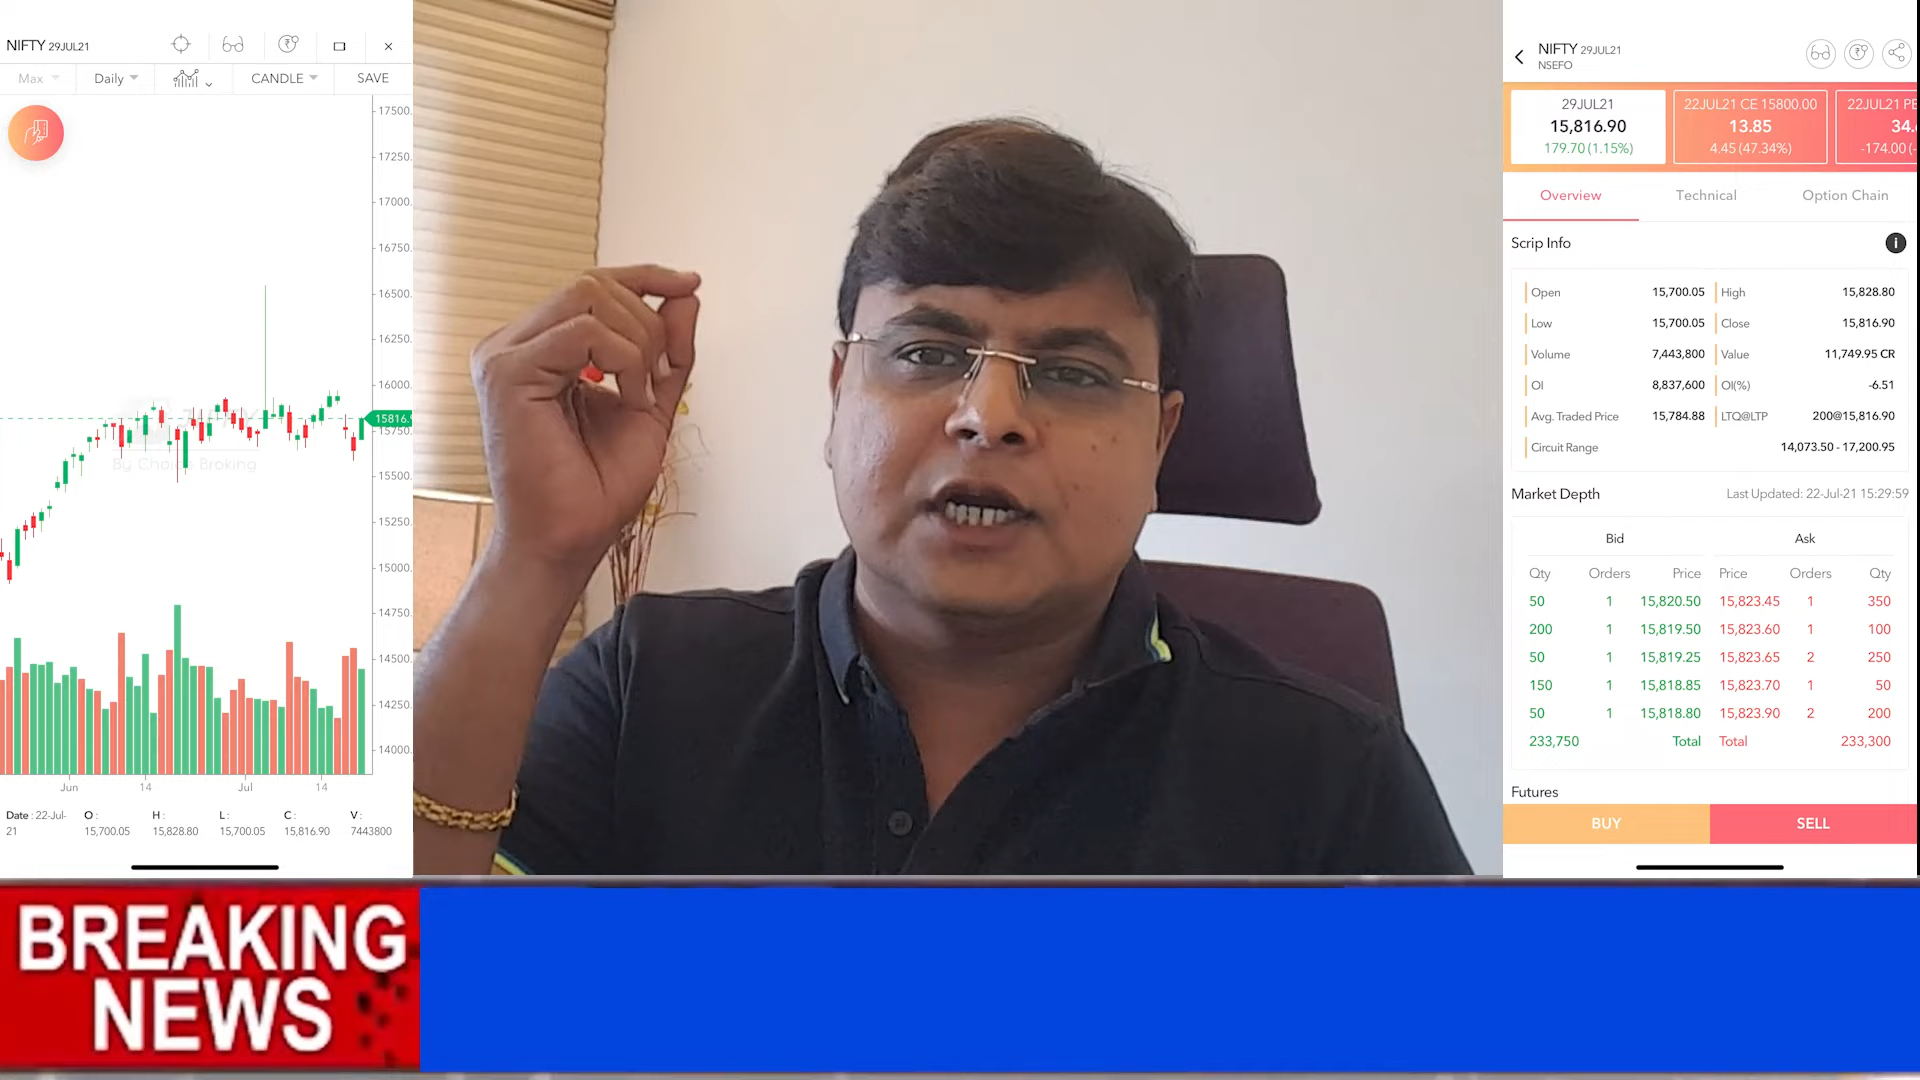 NIFTY 29JUL21
Max Daily CANDLE SAVE
17500.
17250.
17000.
16750.
16500.
16250.
16000.
15816.9
15750.
15500.
15250.
15000.
14750.
14500.
14250.
14000.
By Choice Broking
Jun 14 Jul 14
Date : 22-Jul-21 O : 15,700.05 H : 15,828.80 L : 15,700.05 C : 15,816.90 V : 7443800
NIFTY 29JUL21
NSEFO
29JUL21
15,816.90
179.70 (1.15%)
22JUL21 CE 15800.00
13.85
4.45 (47.34%)
22JUL21 PE
34.
-174.00 (-
Overview Technical Option Chain
Scrip Info
Open 15,700.05 High 15,828.80
Low 15,700.05 Close 15,816.90
Volume 7,443,800 Value 11,749.95 CR
OI 8,837,600 OI(%) -6.51
Avg. Traded Price 15,784.88 LTQ@LTP 200@15,816.90
Circuit Range 14,073.50 - 17,200.95
Market Depth Last Updated: 22-Jul-21 15:29:59
Bid Ask
Qty Orders Price Price Orders Qty
50 1 15,820.50 15,823.45 1 350
200 1 15,819.50 15,823.60 1 100
50 1 15,819.25 15,823.65 2 250
150 1 15,818.85 15,823.70 1 50
50 1 15,818.80 15,823.90 2 200
233,750 Total Total 233,300
Futures
BUY SELL
BREAKING
NEWS